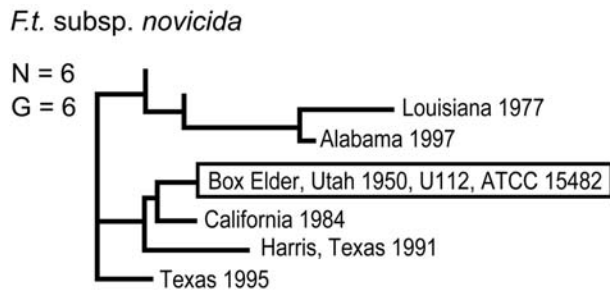 F.t. subsp. novicida
N = 6
G = 6
Louisiana 1977
Alabama 1997
Box Elder, Utah 1950, U112, ATCC 15482
California 1984
Harris, Texas 1991
Texas 1995